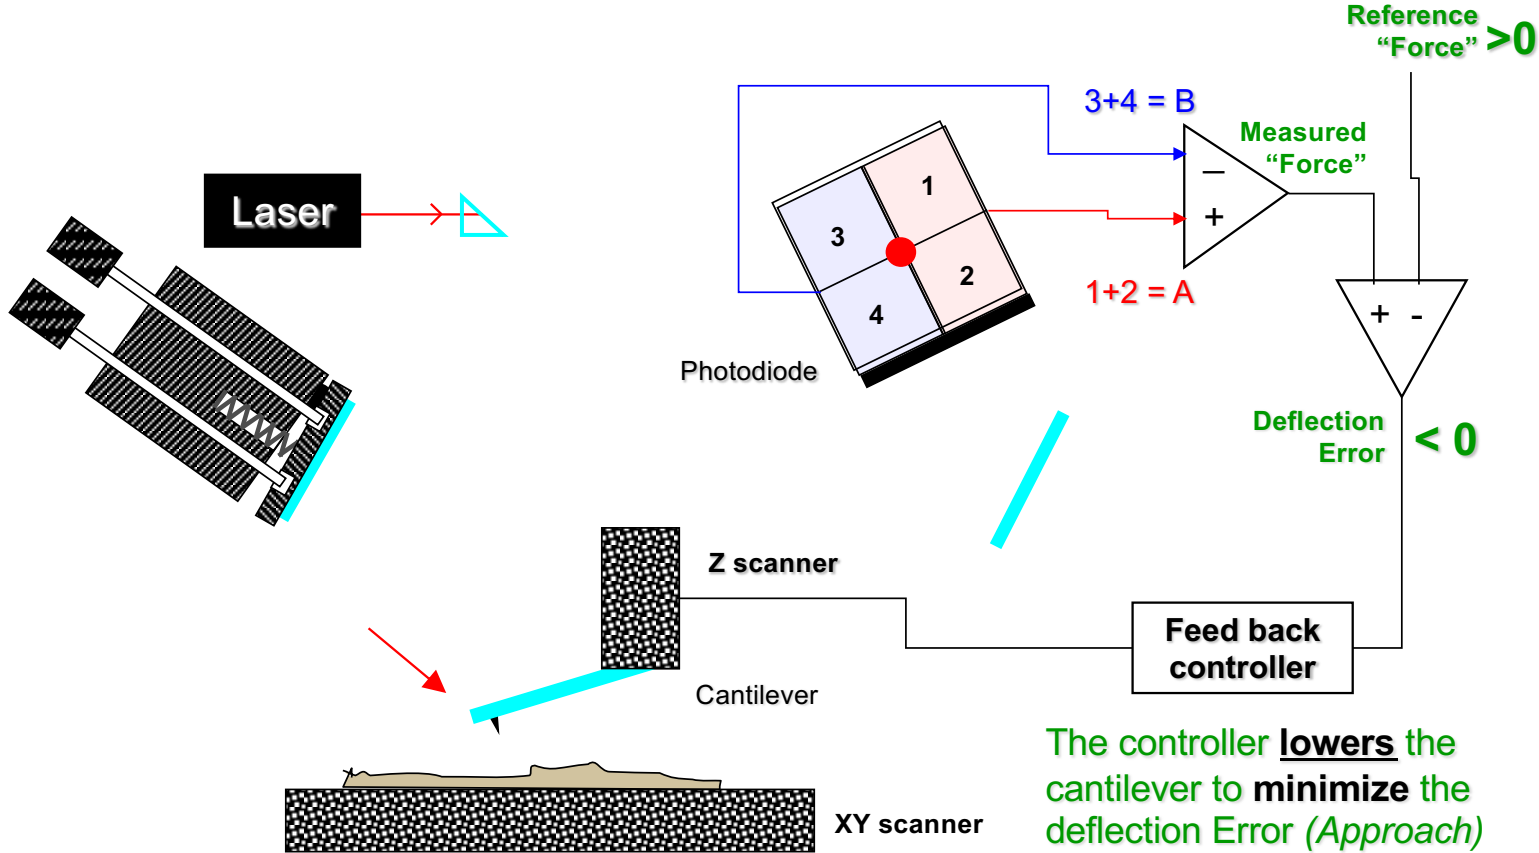 Reference
“Force” >0
3+4 = B
Measured
“Force”
Laser
1
3
2
4
−
+
1+2 = A
+ -
Photodiode
Deflection
Error < 0
Z scanner
Feed back
controller
Cantilever
The controller lowers the
cantilever to minimize the
deflection Error (Approach)
XY scanner